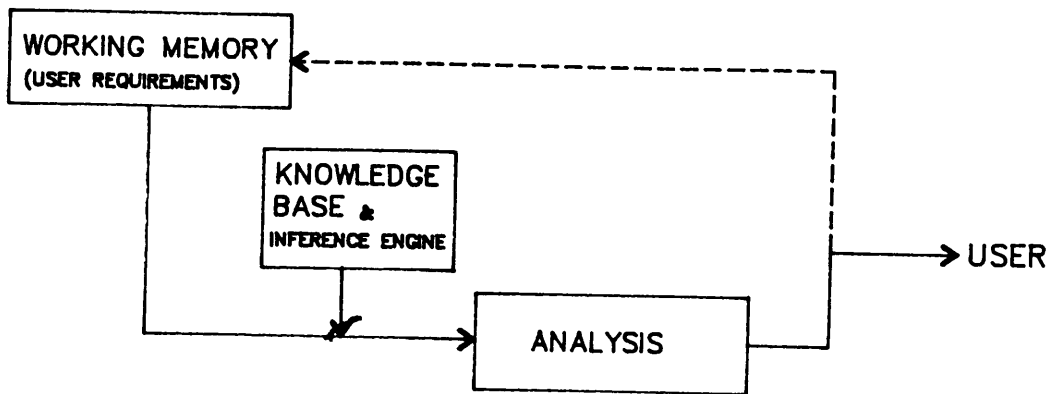 WORKING MEMORY
(USER REQUIREMENTS)
KNOWLEDGE
BASE &
INFERENCE ENGINE
USER
ANALYSIS